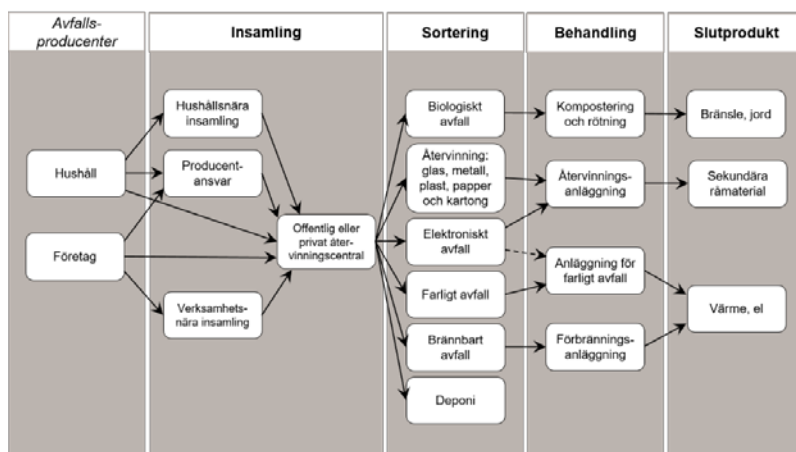 Avfalls-
producenter
Insamling
Sortering
Behandling
Slutprodukt
Hushåll
Företag
Hushållsnära
insamling
Producent-
ansvar
Verksamhets-
nära insamling
Offentlig eller
privat åter-
vinningscentral
Biologiskt
avfall
Återvinning:
glas, metall,
plast, papper
och kartong
Elektroniskt
avfall
Farligt avfall
Brännbart
avfall
Deponi
Kompostering
och rötning
Återvinnings-
anläggning
Anläggning för
farligt avfall
Förbrännings-
anläggning
Bränsle, jord
Sekundära
råmaterial
Värme, el